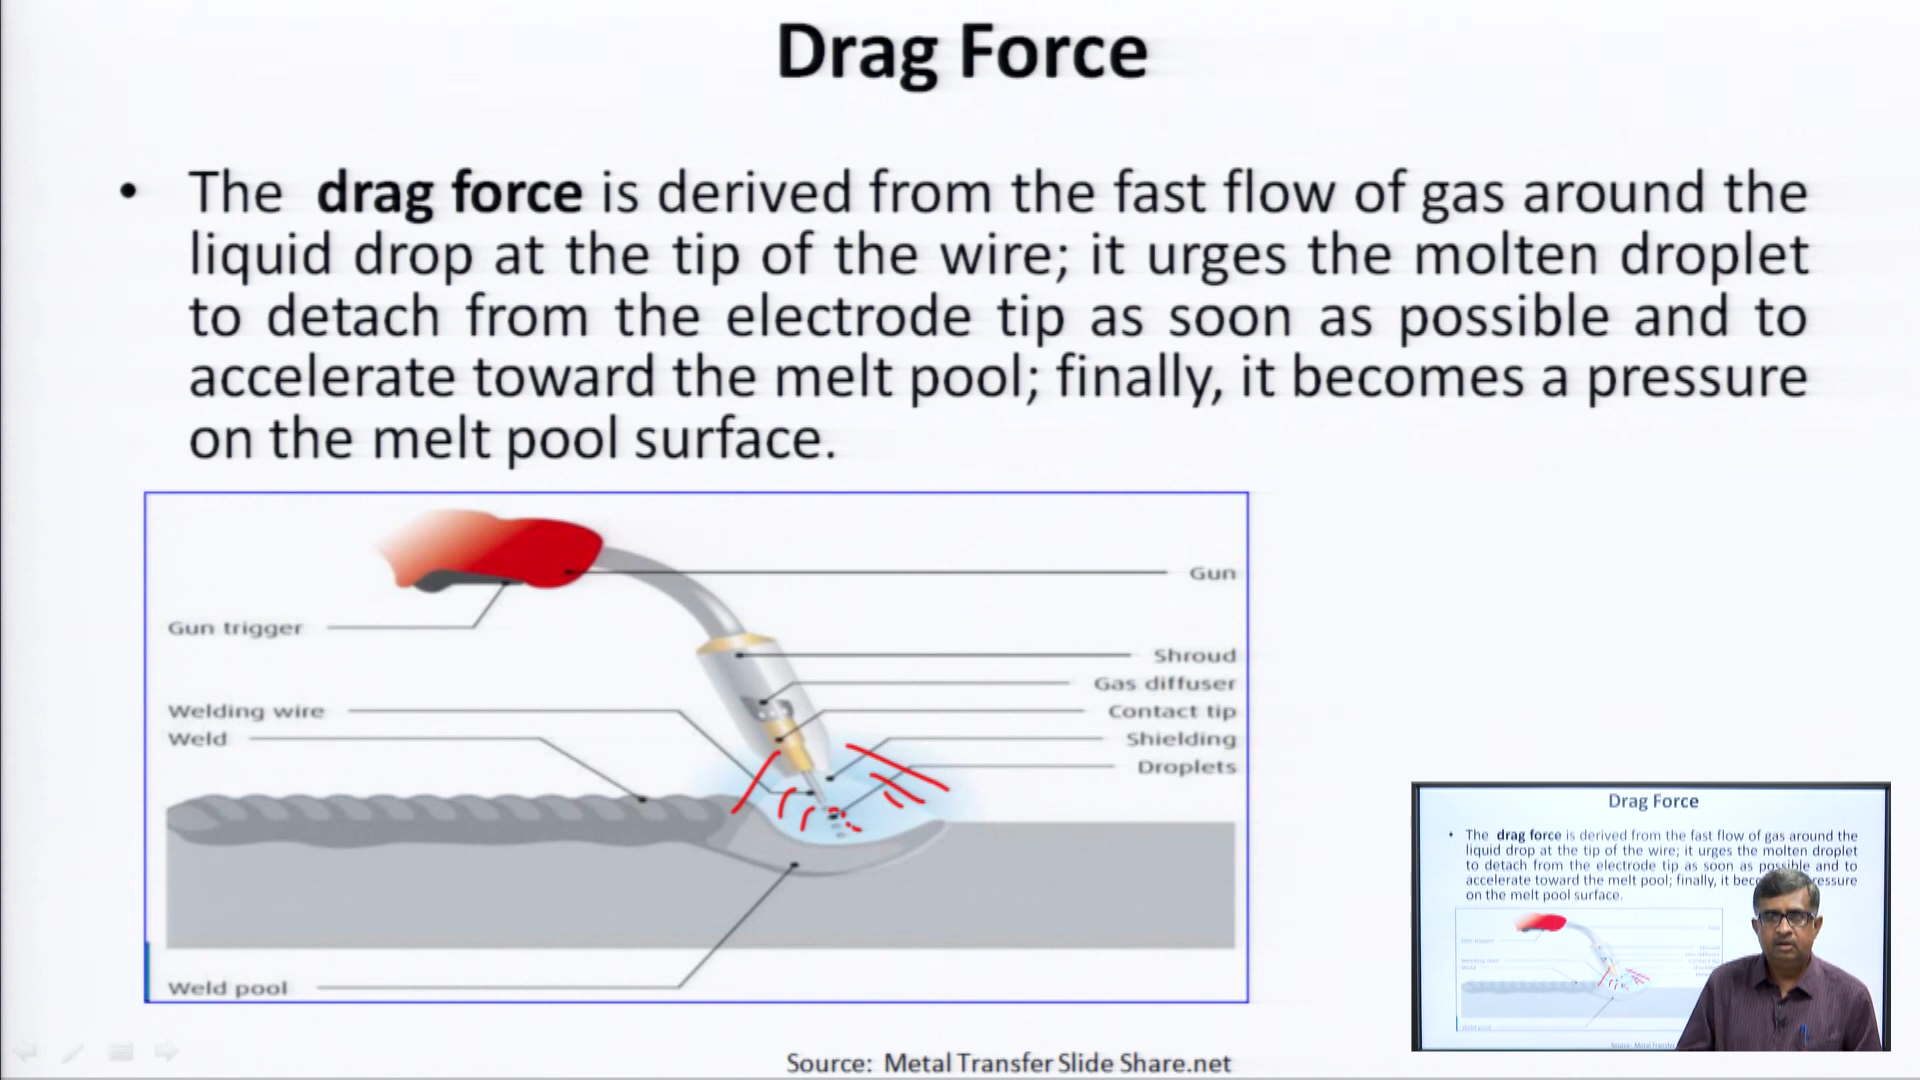 Drag Force
• The drag force is derived from the fast flow of gas around the
liquid drop at the tip of the wire; it urges the molten droplet
to detach from the electrode tip as soon as possible and to
accelerate toward the melt pool; finally, it becomes a pressure
on the melt pool surface.
Gun
Gun trigger
Shroud
Gas diffuser
Welding wire
Contact tip
Weld
Shielding
Droplets
Weld pool
Source: Metal Transfer Slide Share.net
Drag Force
• The drag force is derived from the fast flow of gas around the
liquid drop at the tip of the wire; it urges the molten droplet
to detach from the electrode tip as soon as possible and to
accelerate toward the melt pool; finally, it
on the melt pool surface.